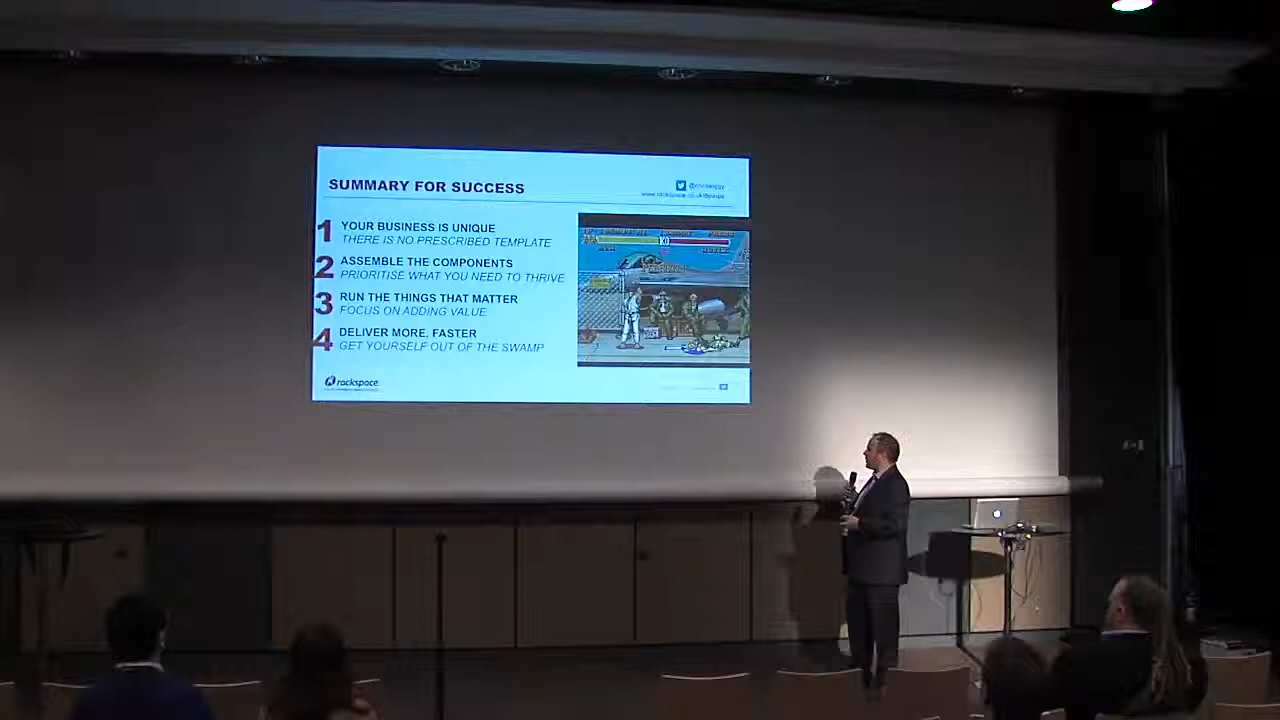 SUMMARY FOR SUCCESS
1 YOUR BUSINESS IS UNIQUE
THERE IS NO PRESCRIBED TEMPLATE
2 ASSEMBLE THE COMPONENTS
PRIORITISE WHAT YOU NEED TO THRIVE
3 RUN THE THINGS THAT MATTER
FOCUS ON ADDING VALUE
4 DELIVER MORE, FASTER
GET YOURSELF OUT OF THE SWAMP
KO
rackspace